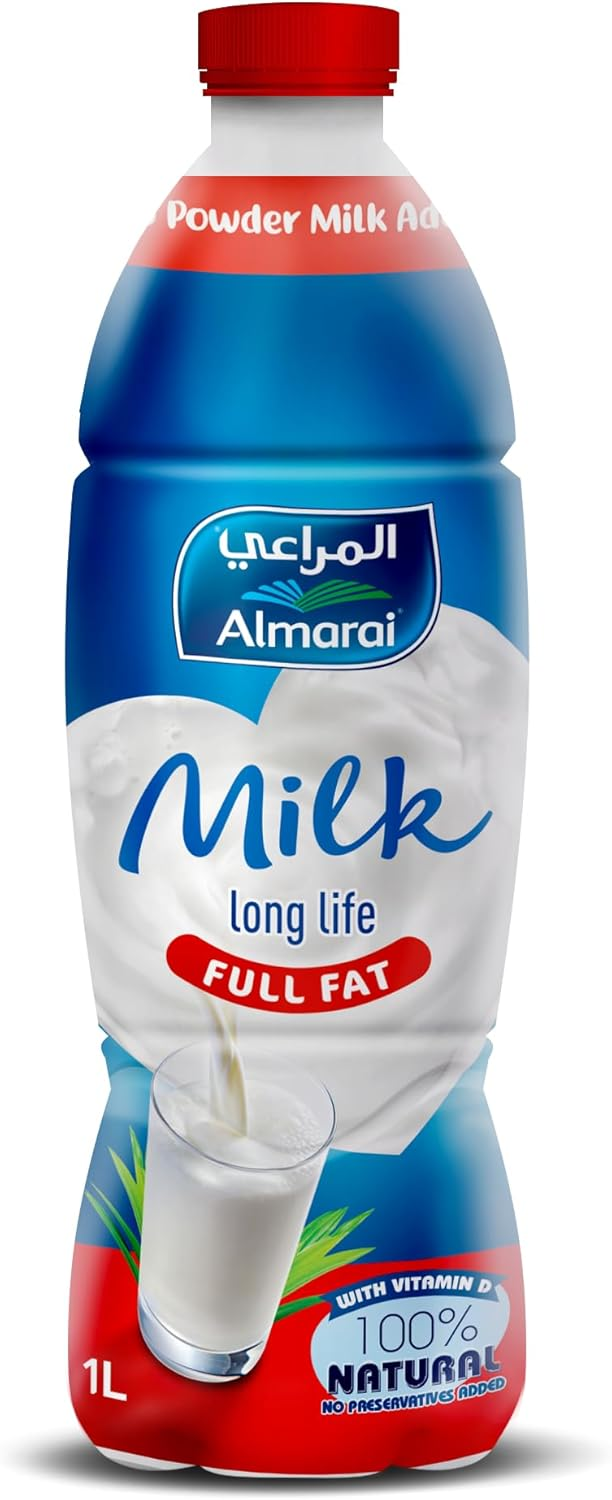 Powder Milk
المراعي
Almarai
Milk
long life
FULL FAT
WITH VITAMIN D
100%
NATURAL
NO PRESERVATIVES ADDED
1L